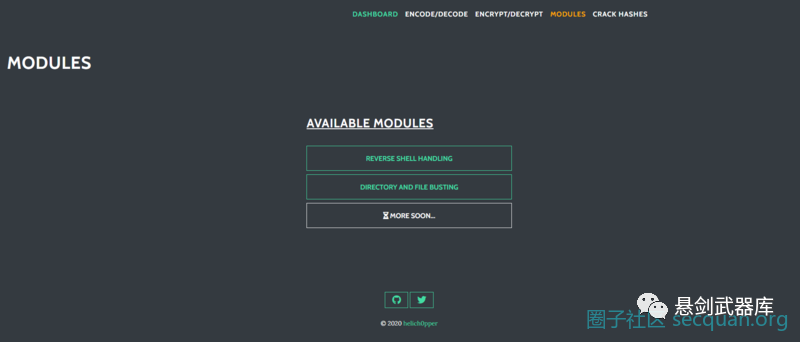 DASHBOARD ENCODE/DECODE ENCRYPT/DECRYPT MODULES CRACK HASHES
MODULES
AVAILABLE MODULES
REVERSE SHELL HANDLING
DIRECTORY AND FILE BUSTING
MORE SOON...
© 2020 helich0pper
悬剑武器库
圈子社区 secquan.org